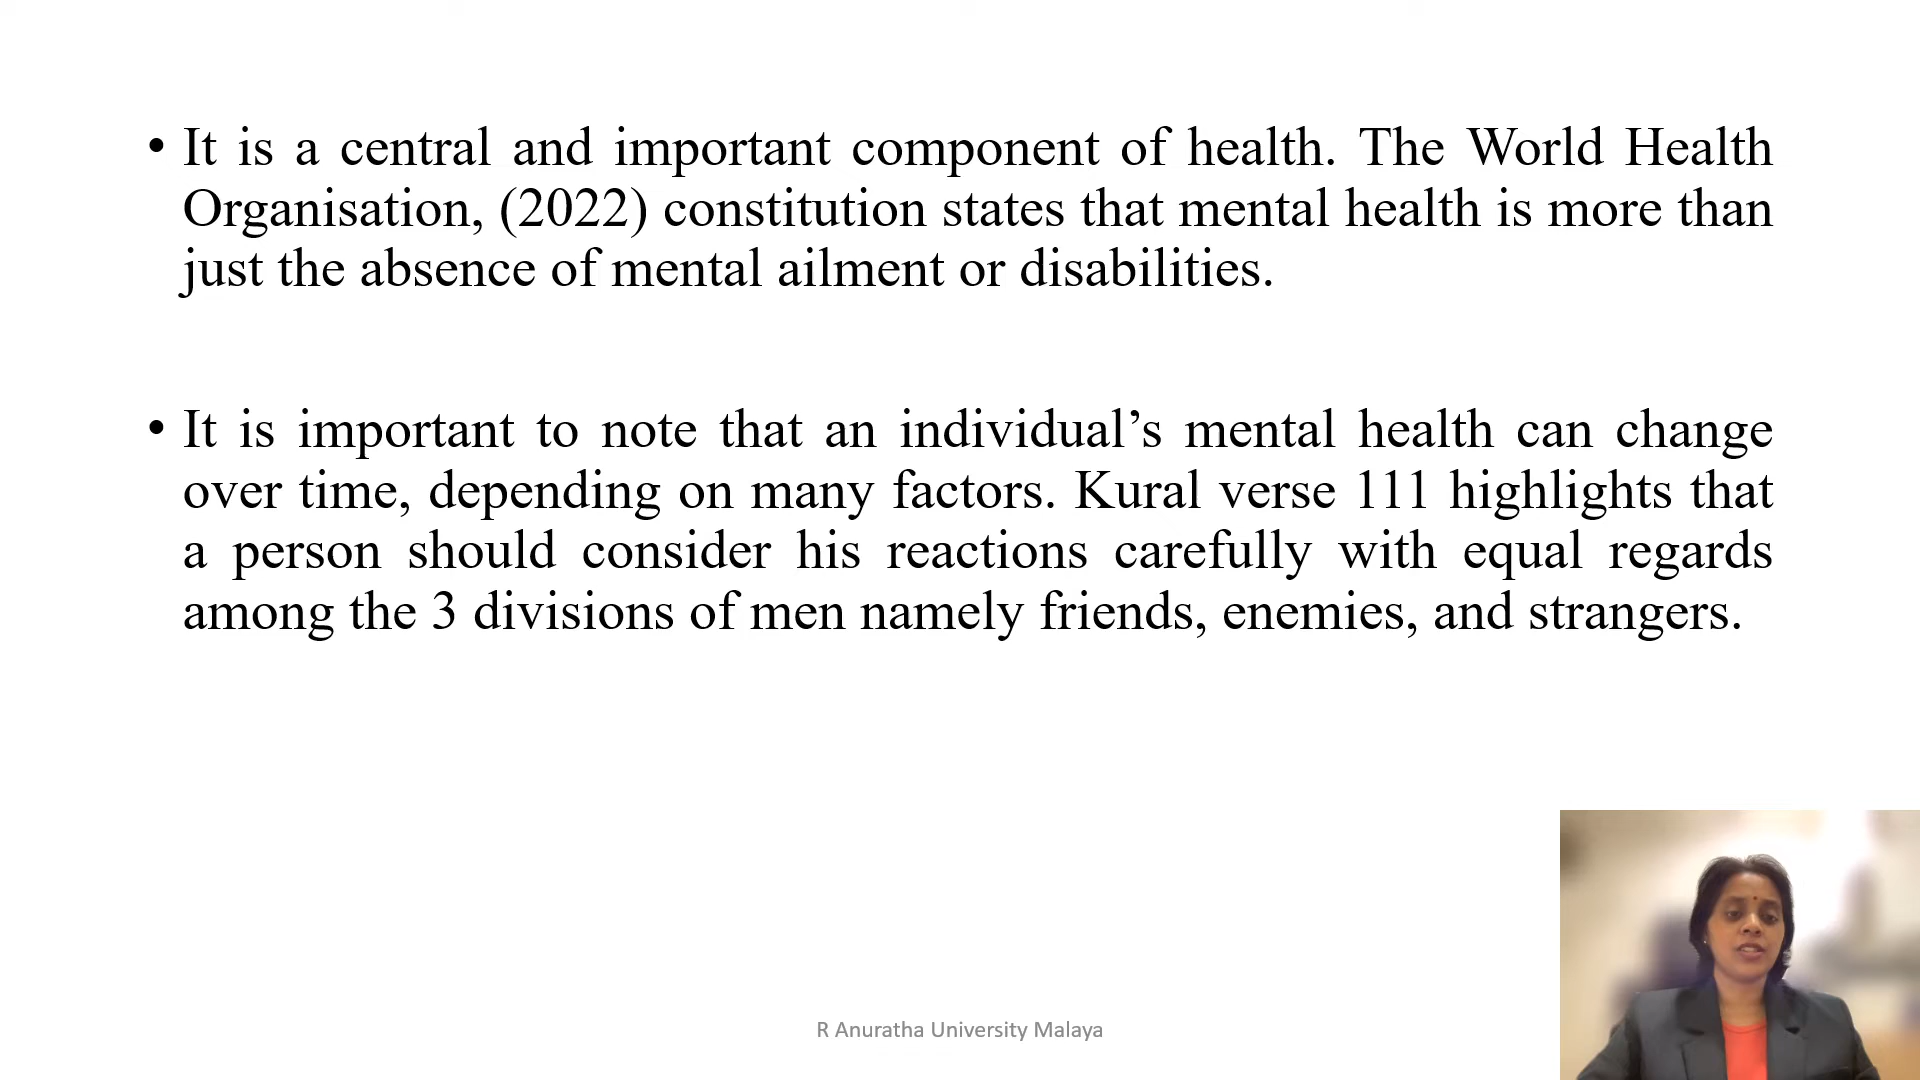 • It is a central and important component of health. The World Health
Organisation, (2022) constitution states that mental health is more than
just the absence of mental ailment or disabilities.
• It is important to note that an individual’s mental health can change
over time, depending on many factors. Kural verse 111 highlights that
a person should consider his reactions carefully with equal regards
among the 3 divisions of men namely friends, enemies, and strangers.
R Anuratha University Malaya